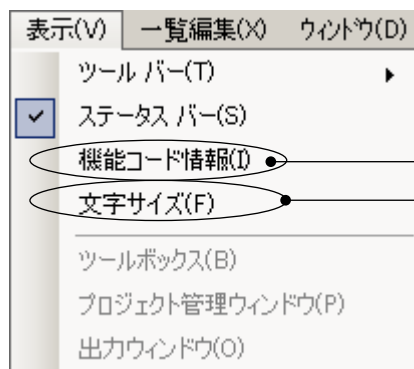 表示(V) 一覧編集(X) ウィンドウ(D)
ツール バー(T)
ステータス バー(S)
機能コード情報(I)
文字サイズ(F)
ツールボックス(B)
プロジェクト管理ウィンドウ(P)
出力ウィンドウ(O)